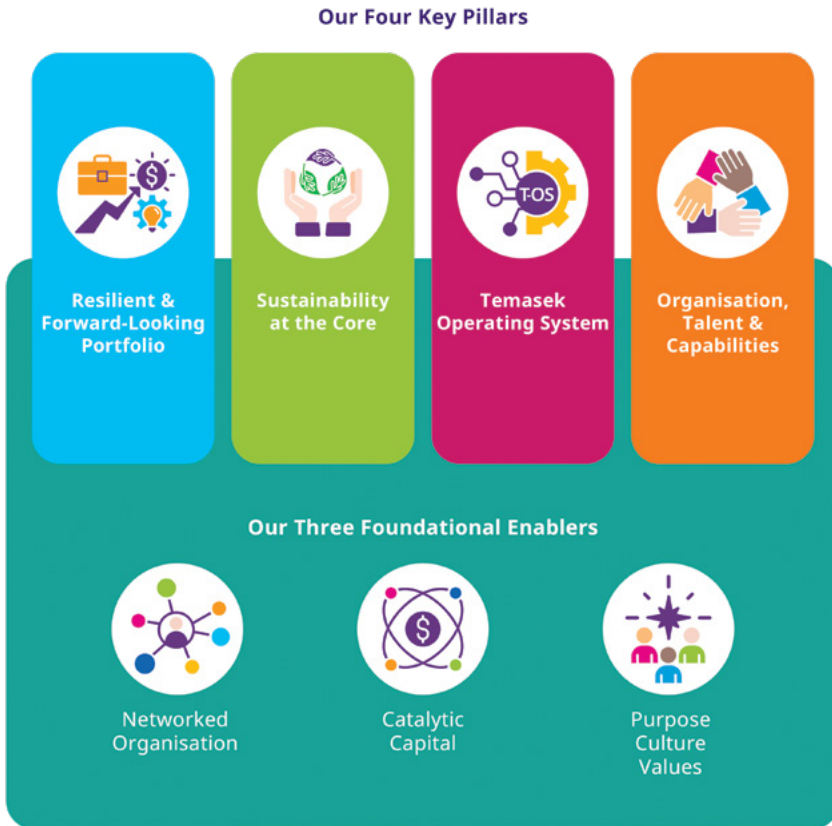 Our Four Key Pillars
$
T-OS
Resilient &
Forward-Looking
Portfolio
Sustainability
at the Core
Temasek
Operating System
Organisation,
Talent &
Capabilities
Our Three Foundational Enablers
$
Networked
Organisation
Catalytic
Capital
Purpose
Culture
Values